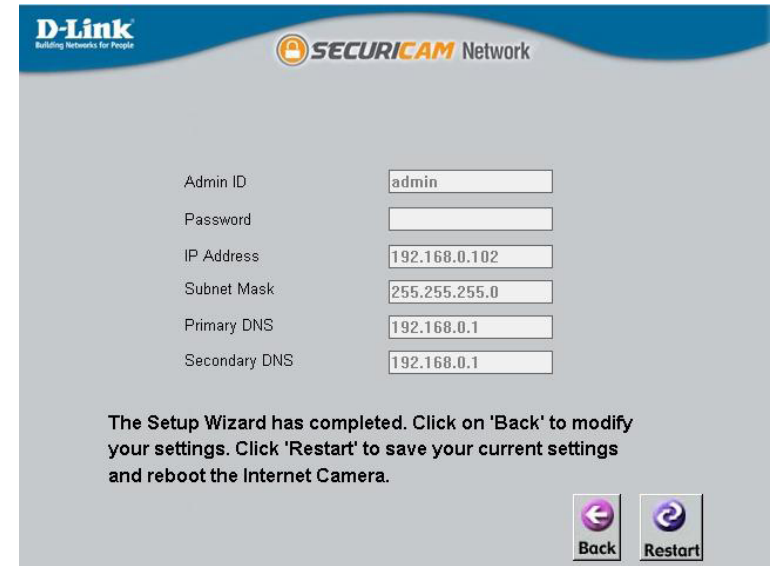 D-Link
Building Networks for People
SECURICAM Network
Admin ID admin
Password
IP Address 192.168.0.102
Subnet Mask 255.255.255.0
Primary DNS 192.168.0.1
Secondary DNS 192.168.0.1
The Setup Wizard has completed. Click on 'Back' to modify
your settings. Click 'Restart' to save your current settings
and reboot the Internet Camera.
Back Restart